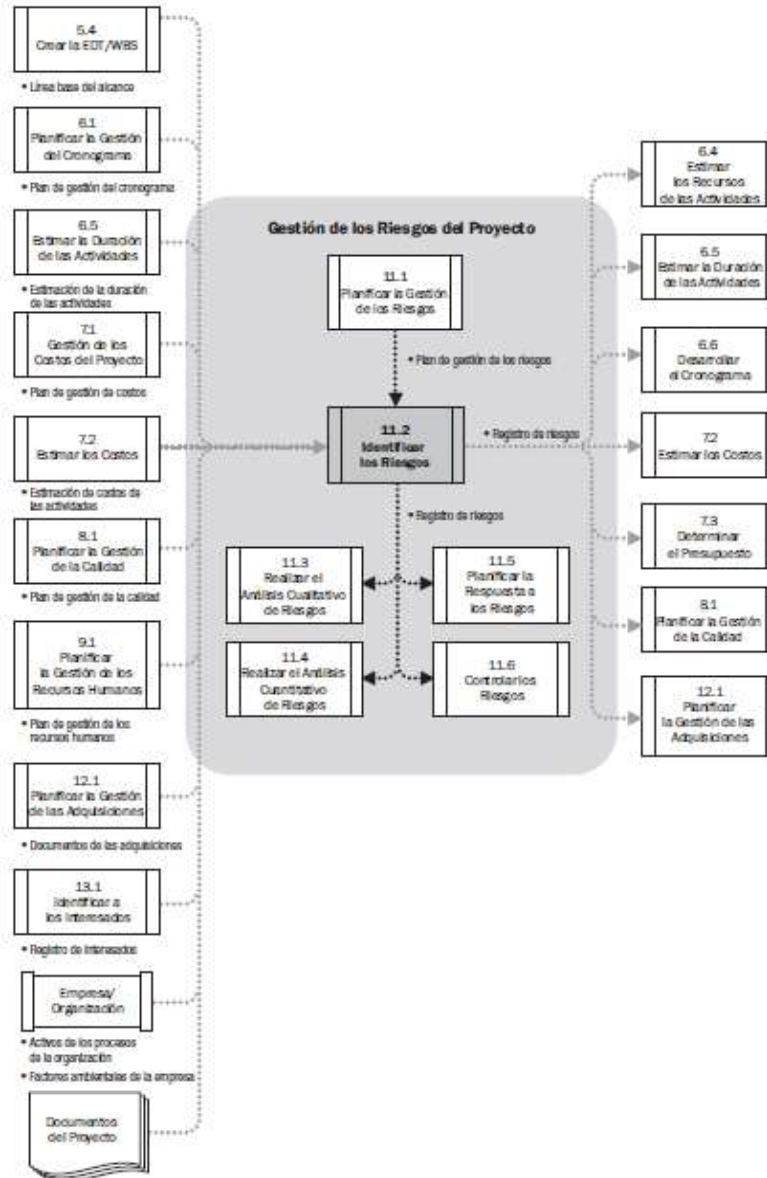 5.4
Crear la EDT/WBS
• Línea base del alcance
6.1
Planificar la Gestión
del Cronograma
• Plan de gestión del cronograma
6.5
Estimar la Duración
de las Actividades
• Estimación de la duración
de las actividades
7.1
Gestión de los
Costos del Proyecto
• Plan de gestión de costos
7.2
Estimar los Costos
• Estimación de costos de
las actividades
8.1
Planificar la Gestión
de la Calidad
• Plan de gestión de la calidad
9.1
Planificar
la Gestión de los
Recursos Humanos
• Plan de gestión de los
recursos humanos
12.1
Planificar la Gestión
de las Adquisiciones
• Documentos de las adquisiciones
13.1
Identificar a
los Interesados
• Registro de Interesados
Empresa/
Organización
• Activos de los procesos
de la organización
• Factores ambientales de la empresa
Documentos
del Proyecto
Gestión de los Riesgos del Proyecto
11.1
Planificar la Gestión
de los Riesgos
• Plan de gestión de los riesgos
11.2
Identificar
los Riesgos
• Registro de riesgos
• Registro de riesgos
11.3
Realizar el
Análisis Cualitativo
de Riesgos
11.5
Planificar la
Respuesta a
los Riesgos
11.4
Realizar el Análisis
Cuantitativo
de Riesgos
11.6
Controlar los
Riesgos
6.4
Estimar
los Recursos
de las Actividades
6.5
Estimar la Duración
de las Actividades
6.6
Desarrollar
el Cronograma
7.2
Estimar los Costos
7.3
Determinar
el Presupuesto
8.1
Planificar la Gestión
de la Calidad
12.1
Planificar
la Gestión de las
Adquisiciones